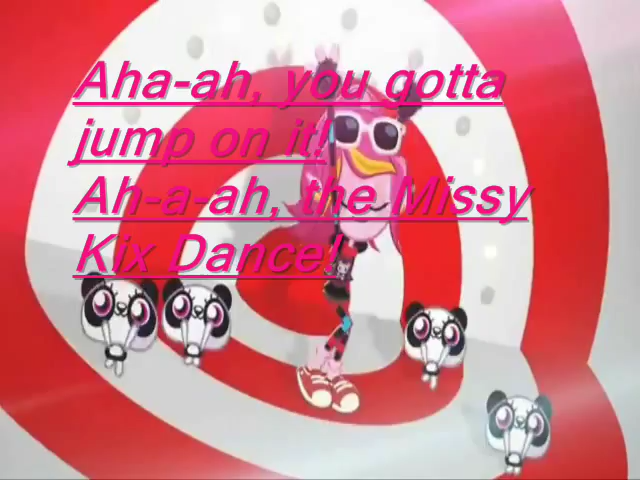 Aha-ah, you gotta
jump on it!
Ah-a-ah, the Missy
Kix Dance!